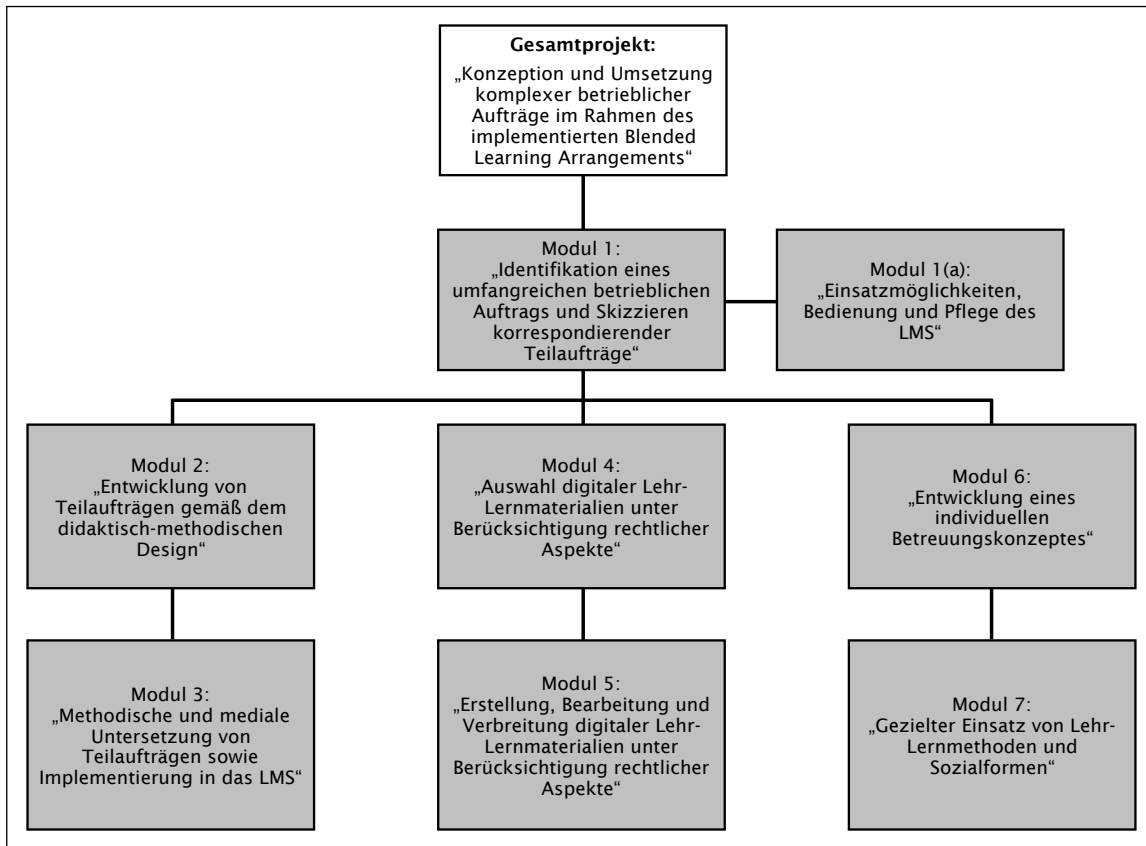 Gesamtprojekt:
„Konzeption und Umsetzung
komplexer betrieblicher
Aufträge im Rahmen des
implementierten Blended
Learning Arrangements“
Modul 1:
„Identifikation eines
umfangreichen betrieblichen
Auftrags und Skizzieren
korrespondierender
Teilaufträge“
Modul 1(a):
„Einsatzmöglichkeiten,
Bedienung und Pflege des
LMS“
Modul 2:
„Entwicklung von
Teilaufträgen gemäß dem
didaktisch-methodischen
Design“
Modul 4:
„Auswahl digitaler Lehr-
Lernmaterialien unter
Berücksichtigung rechtlicher
Aspekte“
Modul 6:
„Entwicklung eines
individuellen
Betreuungskonzeptes“
Modul 3:
„Methodische und mediale
Untersetzung von
Teilaufträgen sowie
Implementierung in das LMS“
Modul 5:
„Erstellung, Bearbeitung und
Verbreitung digitaler Lehr-
Lernmaterialien unter
Berücksichtigung rechtlicher
Aspekte“
Modul 7:
„Gezielter Einsatz von Lehr-
Lernmethoden und
Sozialformen“